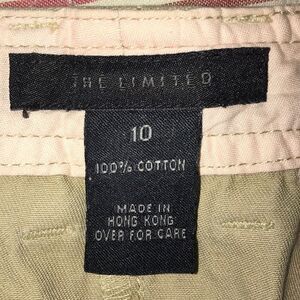 THE LIMITED
10
100% COTTON
MADE IN
HONG KONG
OVER FOR CARE